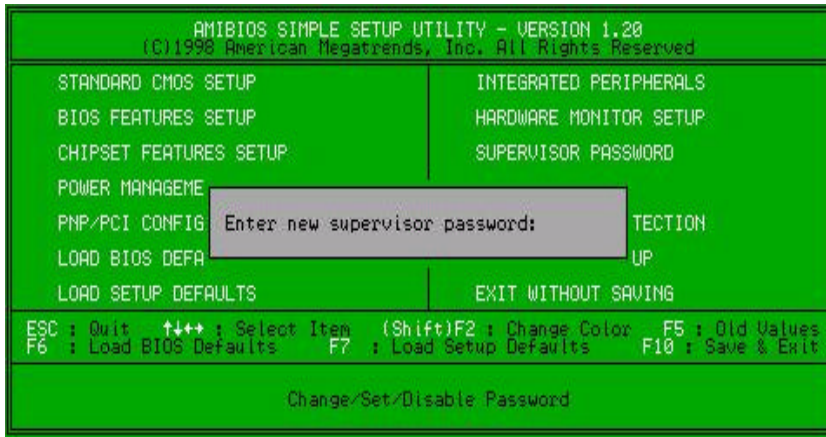 AMIBIOS SIMPLE SETUP UTILITY - VERSION 1.20
(C)1998 American Megatrends, Inc. All Rights Reserved
STANDARD CMOS SETUP
INTEGRATED PERIPHERALS
BIOS FEATURES SETUP
HARDWARE MONITOR SETUP
CHIPSET FEATURES SETUP
SUPERVISOR PASSWORD
POWER MANAGEME
PNP/PCI CONFIG
Enter new supervisor password:
TECTION
LOAD BIOS DEFA
UP
LOAD SETUP DEFAULTS
EXIT WITHOUT SAVING
ESC : Quit ↑↓←→ : Select Item (Shift)F2 : Change Color F5 : Old Values
F6 : Load BIOS Defaults F7 : Load Setup Defaults F10 : Save & Exit
Change/Set/Disable Password